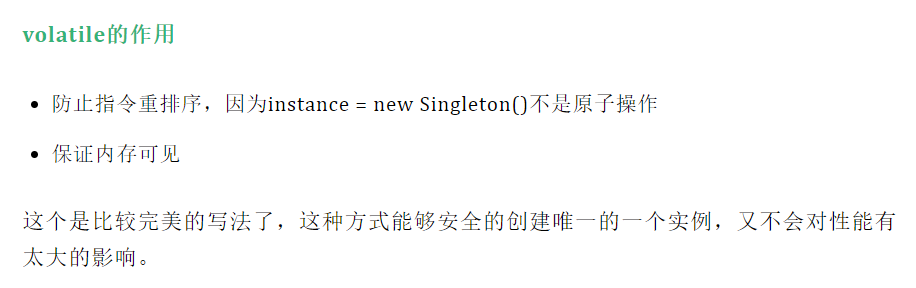 volatile的作用
防止指令重排序，因为instance = new Singleton()不是原子操作
保证内存可见
这个是比较完美的写法了，这种方式能够安全的创建唯一的一个实例，又不会对性能有
太大的影响。